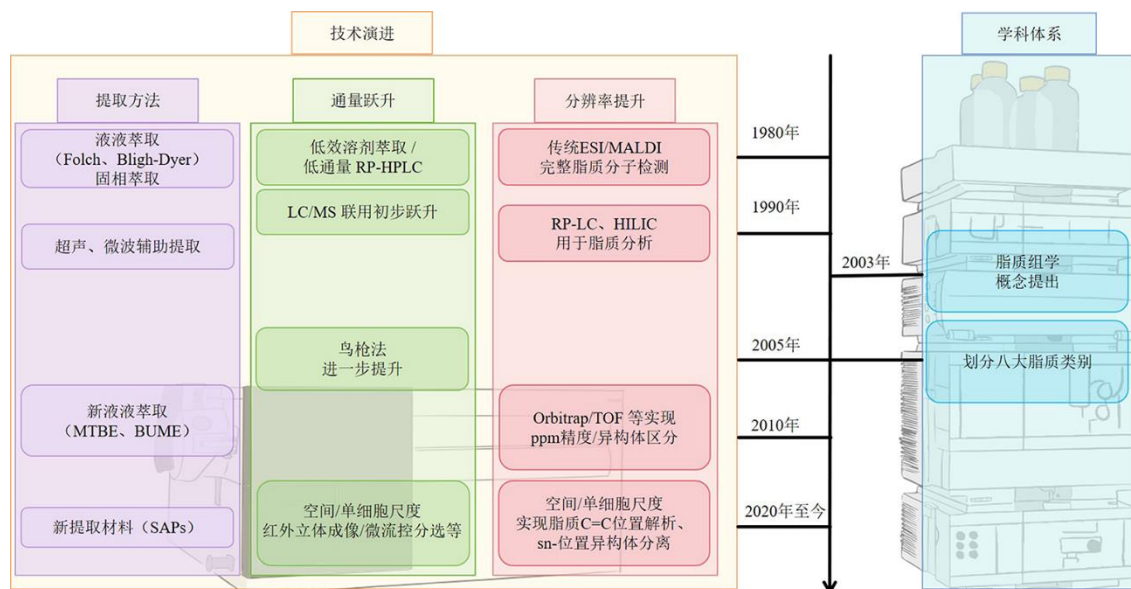 技术演进
学科体系
提取方法
通量跃升
分辨率提升
液液萃取
（Folch、Bligh-Dyer）
固相萃取
超声、微波辅助提取
新液液萃取
（MTBE、BUME）
新提取材料（SAPs）
低效溶剂萃取 /
低通量 RP-HPLC
LC/MS 联用初步跃升
鸟枪法
进一步提升
空间/单细胞尺度
红外立体成像/微流控分选等
传统ESI/MALDI
完整脂质分子检测
RP-LC、HILIC
用于脂质分析
Orbitrap/TOF 等实现
ppm精度/异构体区分
空间/单细胞尺度
实现脂质C=C位置解析、
sn-位置异构体分离
1980年
1990年
2003年
2005年
2010年
2020年至今
脂质组学
概念提出
划分八大脂质类别